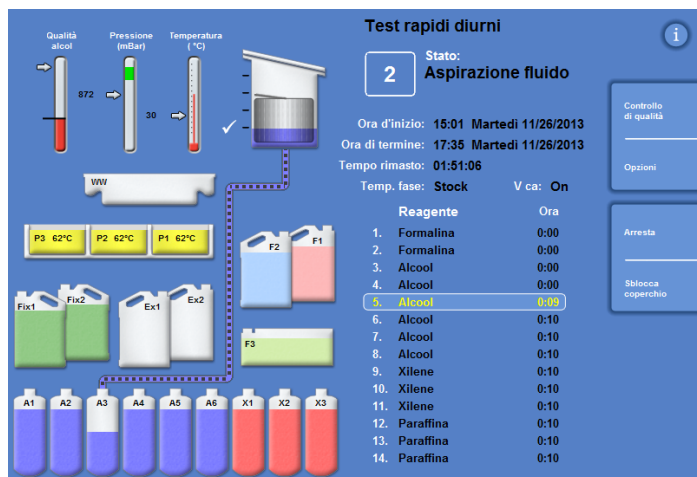 Test rapidi diurni
i
Qualità alcol
Pressione (mBar)
Temperatura (°C)
872
30
2
Stato:
Aspirazione fluido
Ora d'inizio: 15:01 Martedì 11/26/2013
Ora di termine: 17:35 Martedì 11/26/2013
Tempo rimasto: 01:51:06
Temp. fase: Stock V ca: On
Controllo di qualità
Opzioni
Arresta
Sblocca coperchio
WW
P3 62°C P2 62°C P1 62°C
F2 F1
Fix1 Fix2 Ex1 Ex2
F3
A1 A2 A3 A4 A5 A6 X1 X2 X3
Reagente Ora
1. Formalina 0:00
2. Formalina 0:00
3. Alcool 0:00
4. Alcool 0:00
5. Alcool 0:09
6. Alcool 0:10
7. Alcool 0:10
8. Alcool 0:10
9. Xilene 0:10
10. Xilene 0:10
11. Xilene 0:10
12. Paraffina 0:10
13. Paraffina 0:10
14. Paraffina 0:10